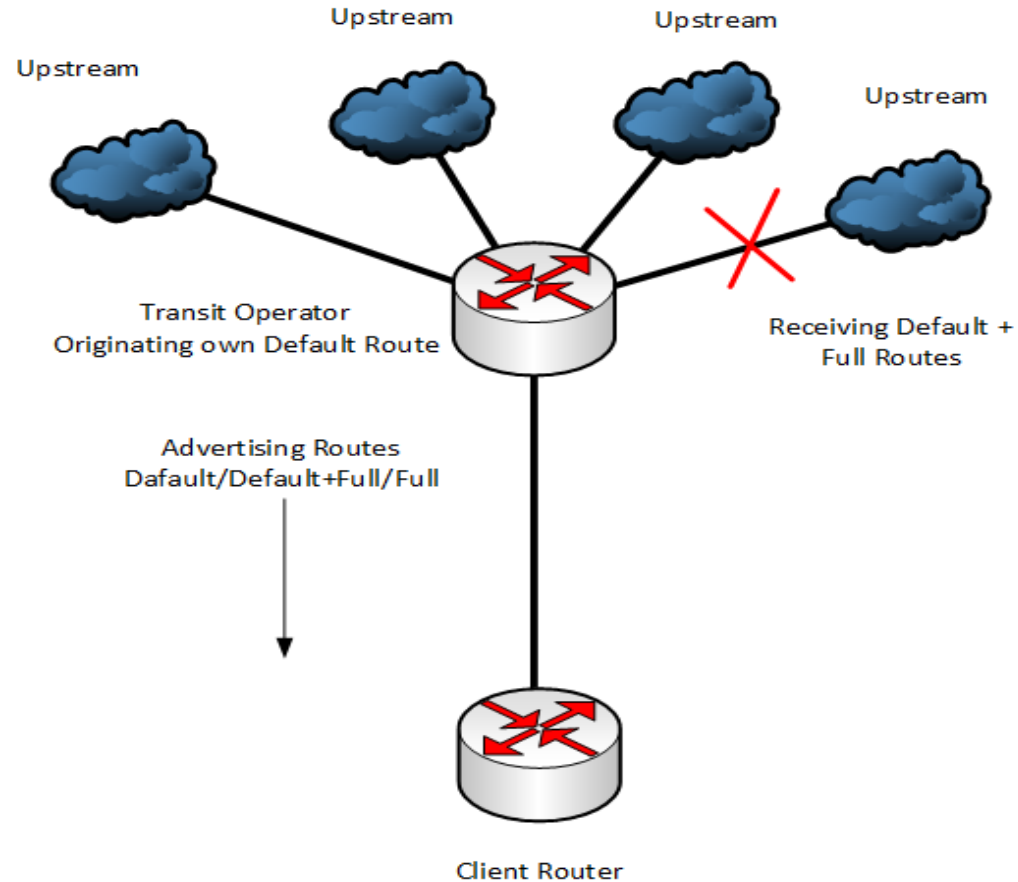 Upstream
Upstream
Upstream
Upstream
Transit Operator
Originating own Default Route
Receiving Default +
Full Routes
Advertising Routes
Dafault/Default+Full/Full
Client Router